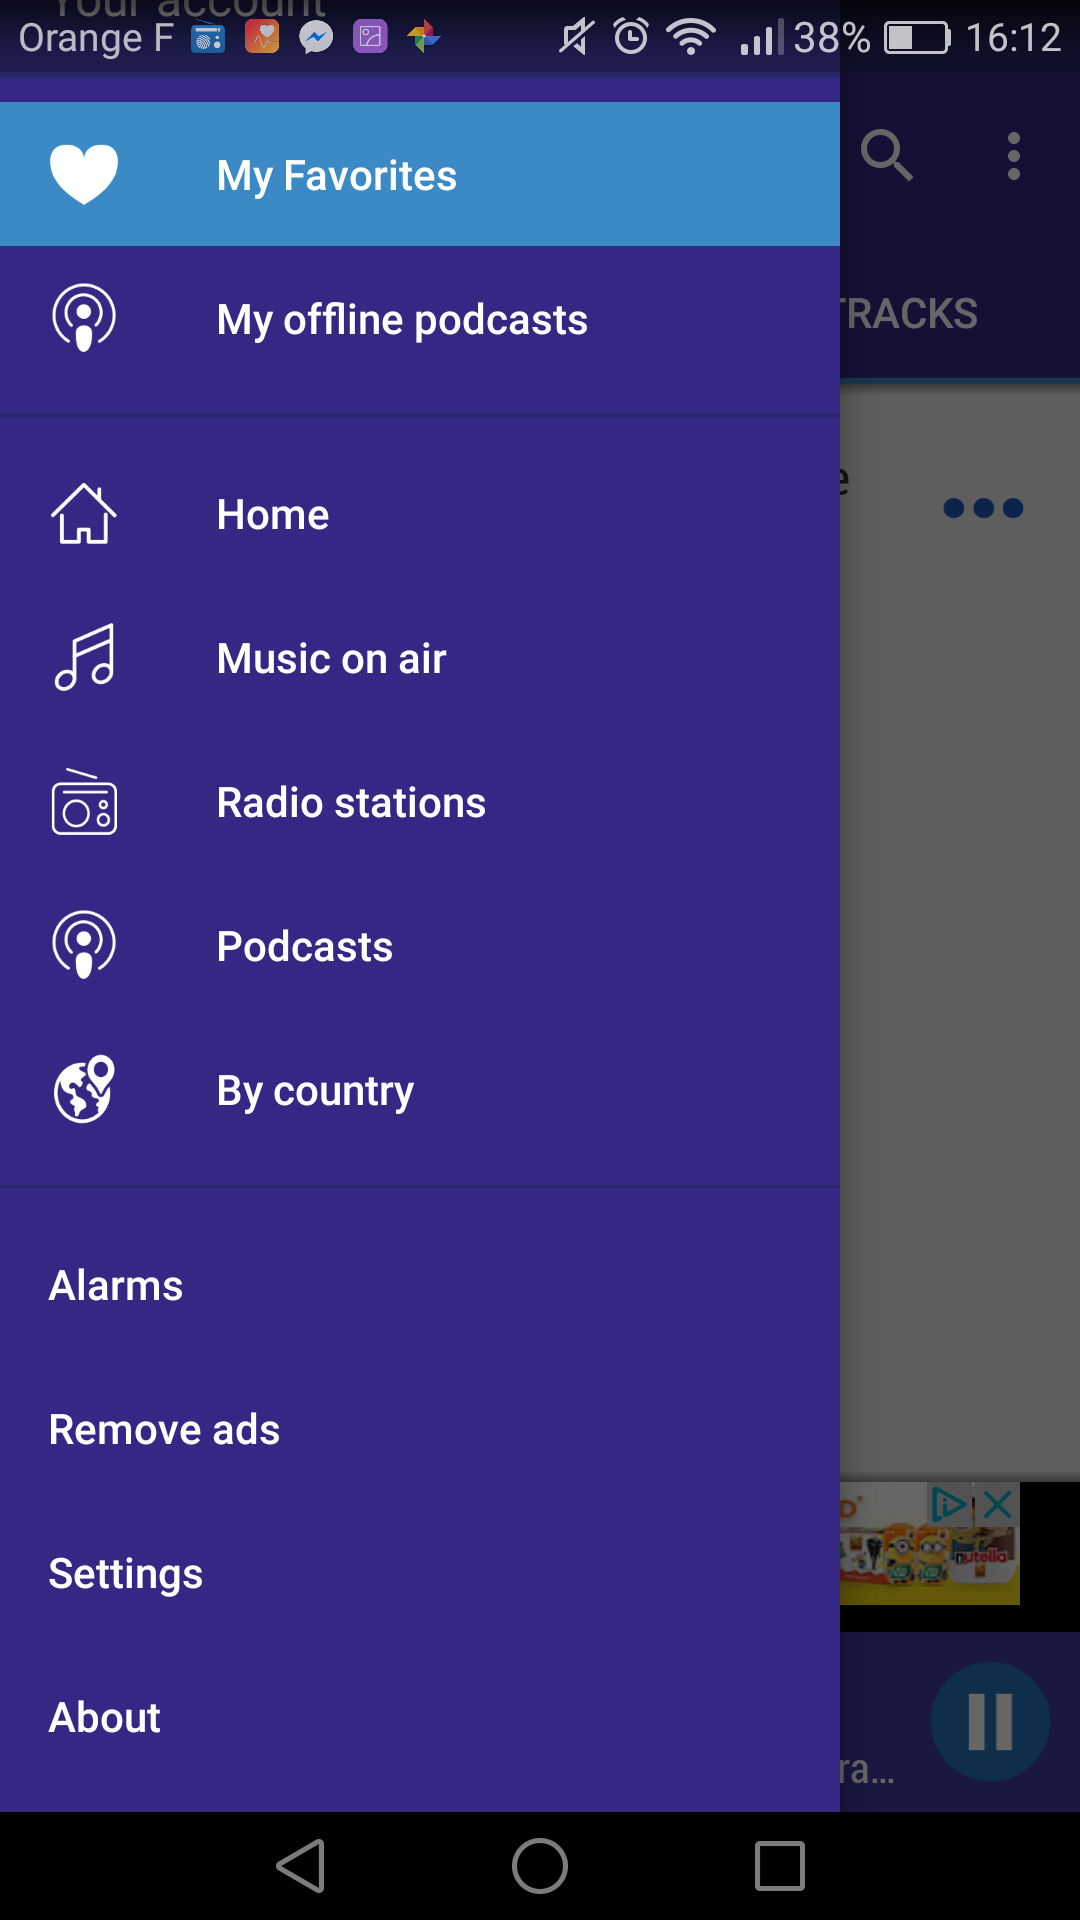 Your account
Orange F 38% 16:12
My Favorites
My offline podcasts
TRACKS
Home
Music on air
Radio stations
Podcasts
By country
Alarms
Remove ads
nutella
Settings
About
ra...